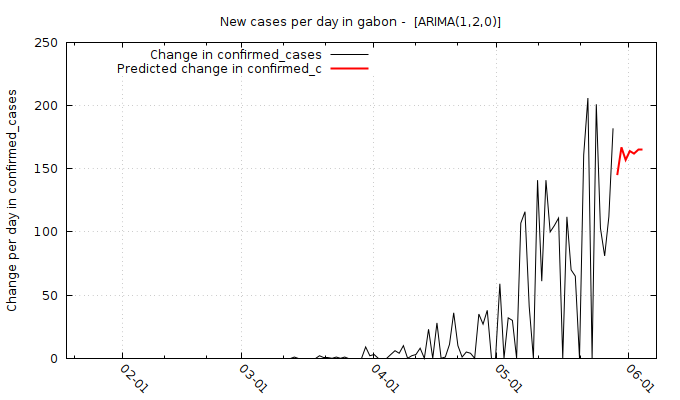 New cases per day in gabon -  [ARIMA(1,2,0)]
Change in confirmed_cases
Predicted change in confirmed_c
Change per day in confirmed_cases
250
200
150
100
50
0
02-01
03-01
04-01
05-01
06-01